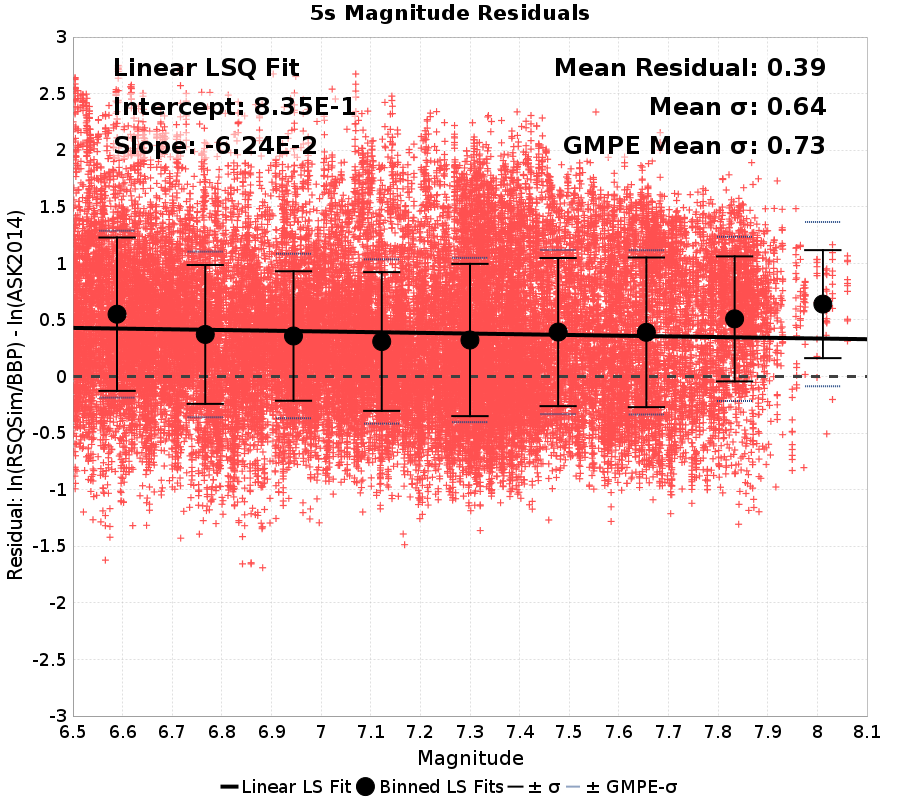 5s Magnitude Residuals
Linear LSQ Fit
Intercept: 8.35E-1
Slope: -6.24E-2
Mean Residual: 0.39
Mean σ: 0.64
GMPE Mean σ: 0.73
Residual: ln(RSQSim/BBP) - ln(ASK2014)
3
2.5
2
1.5
1
0.5
0
-0.5
-1
-1.5
-2
-2.5
-3
6.5 6.6 6.7 6.8 6.9 7 7.1 7.2 7.3 7.4 7.5 7.6 7.7 7.8 7.9 8 8.1
Magnitude
Linear LS Fit Binned LS Fits ± σ ± GMPE-σ